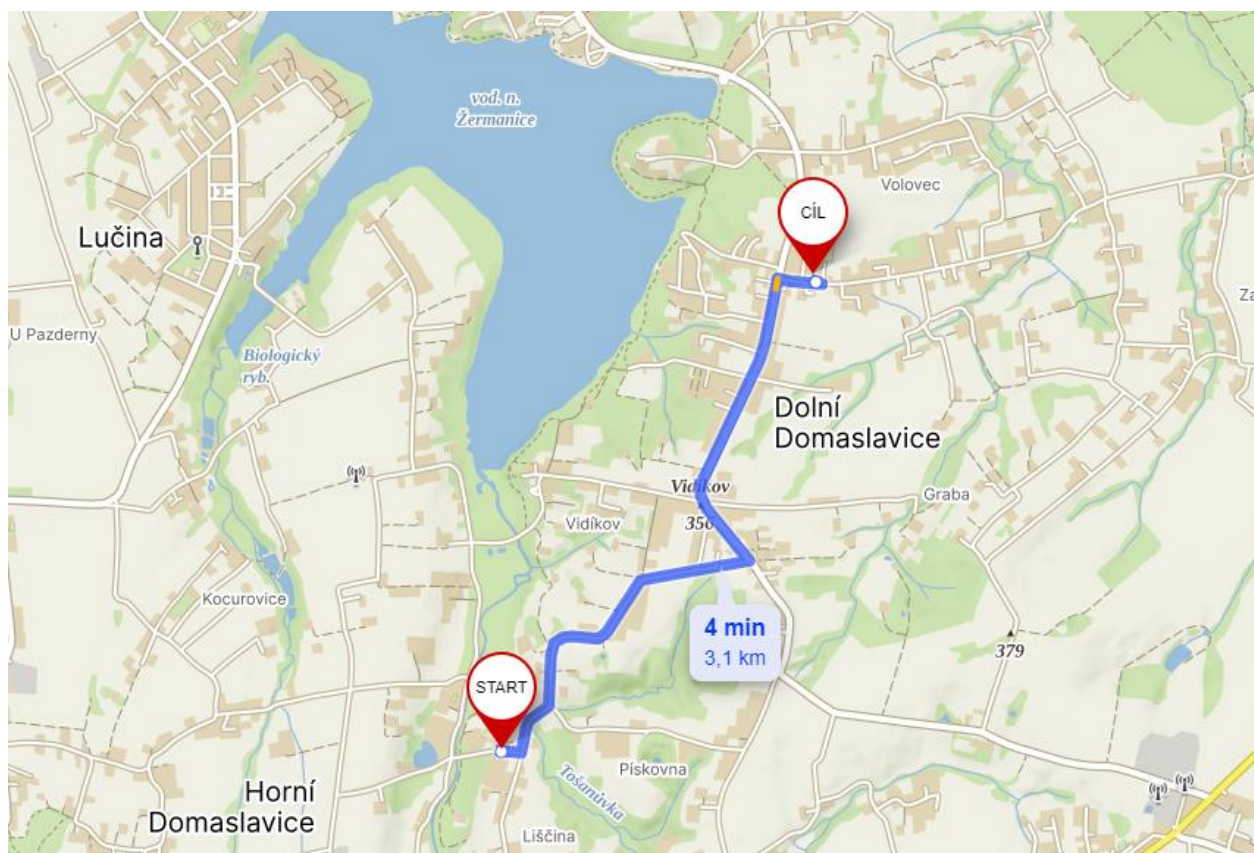 vod. n.
Žermanice
CÍL
Volovec
Lučina
U Pazderny
Biologický
ryb.
Za
Dolní
Domaslavice
Vidíkov
350
Graba
Vidíkov
Kocurovice
4 min
3,1 km
379
START
Horní
Domaslavice
Pískovna
Tošanůvka
Liščina